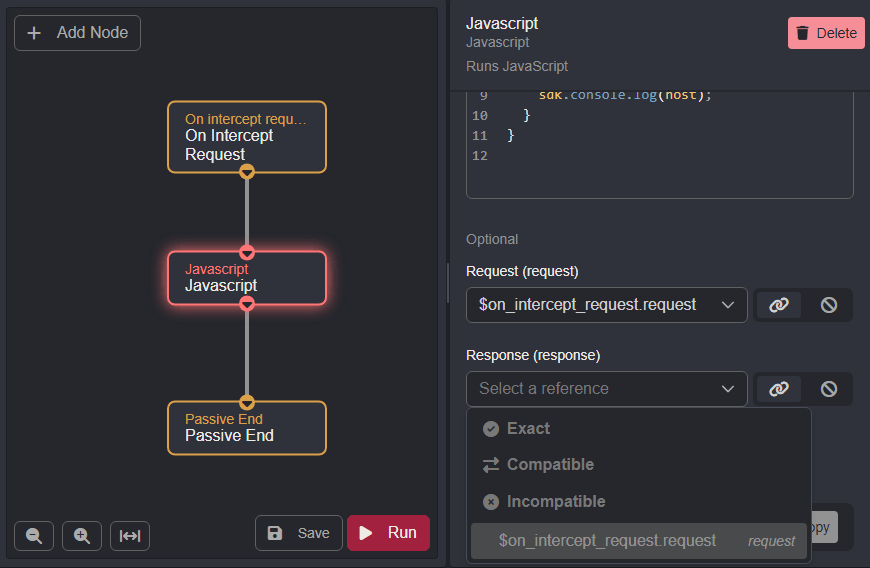 Add Node
On intercept requ...
On Intercept
Request
Javascript
Javascript
Passive End
Passive End
Save
Run
Javascript
Javascript
Runs JavaScript
Delete
9 sdk.console.log(host);
10 }
11 }
12
Optional
Request (request)
$on_intercept_request.request
Response (response)
Select a reference
Exact
Compatible
Incompatible
$on_intercept_request.request request